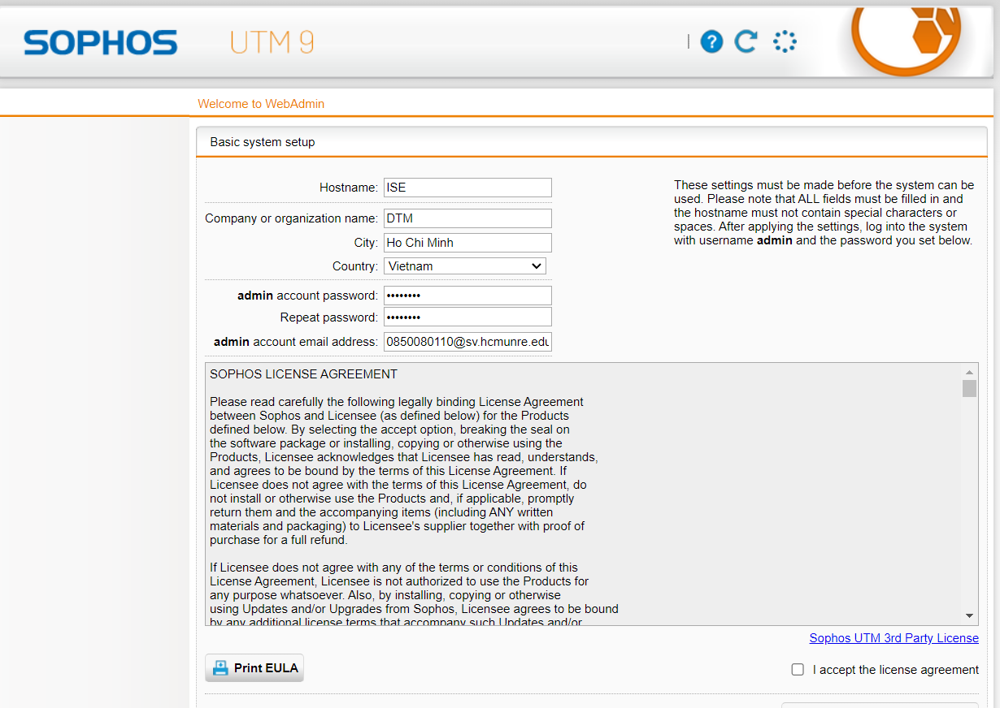 SOPHOS UTM 9
| ?
Welcome to WebAdmin
Basic system setup
Hostname: ISE
Company or organization name: DTM
City: Ho Chi Minh
Country: Vietnam
admin account password: ••••••••
Repeat password: ••••••••
admin account email address: 0850080110@sv.hcmunre.edu
These settings must be made before the system can be
used. Please note that ALL fields must be filled in and
the hostname must not contain special characters or
spaces. After applying the settings, log into the system
with username admin and the password you set below.
SOPHOS LICENSE AGREEMENT
Please read carefully the following legally binding License Agreement
between Sophos and Licensee (as defined below) for the Products
defined below. By selecting the accept option, breaking the seal on
the software package or installing, copying or otherwise using the
Products, Licensee acknowledges that Licensee has read, understands,
and agrees to be bound by the terms of this License Agreement. If
Licensee does not agree with the terms of this License Agreement, do
not install or otherwise use the Products and, if applicable, promptly
return them and the accompanying items (including ANY written
materials and packaging) to Licensee's supplier together with proof of
purchase for a full refund.
If Licensee does not agree with any of the terms or conditions of this
License Agreement, Licensee is not authorized to use the Products for
any purpose whatsoever. Also, by installing, copying or otherwise
using Updates and/or Upgrades from Sophos, Licensee agrees to be bound
by any additional license terms that accompany such Updates and/or
Sophos UTM 3rd Party License
Print EULA
I accept the license agreement